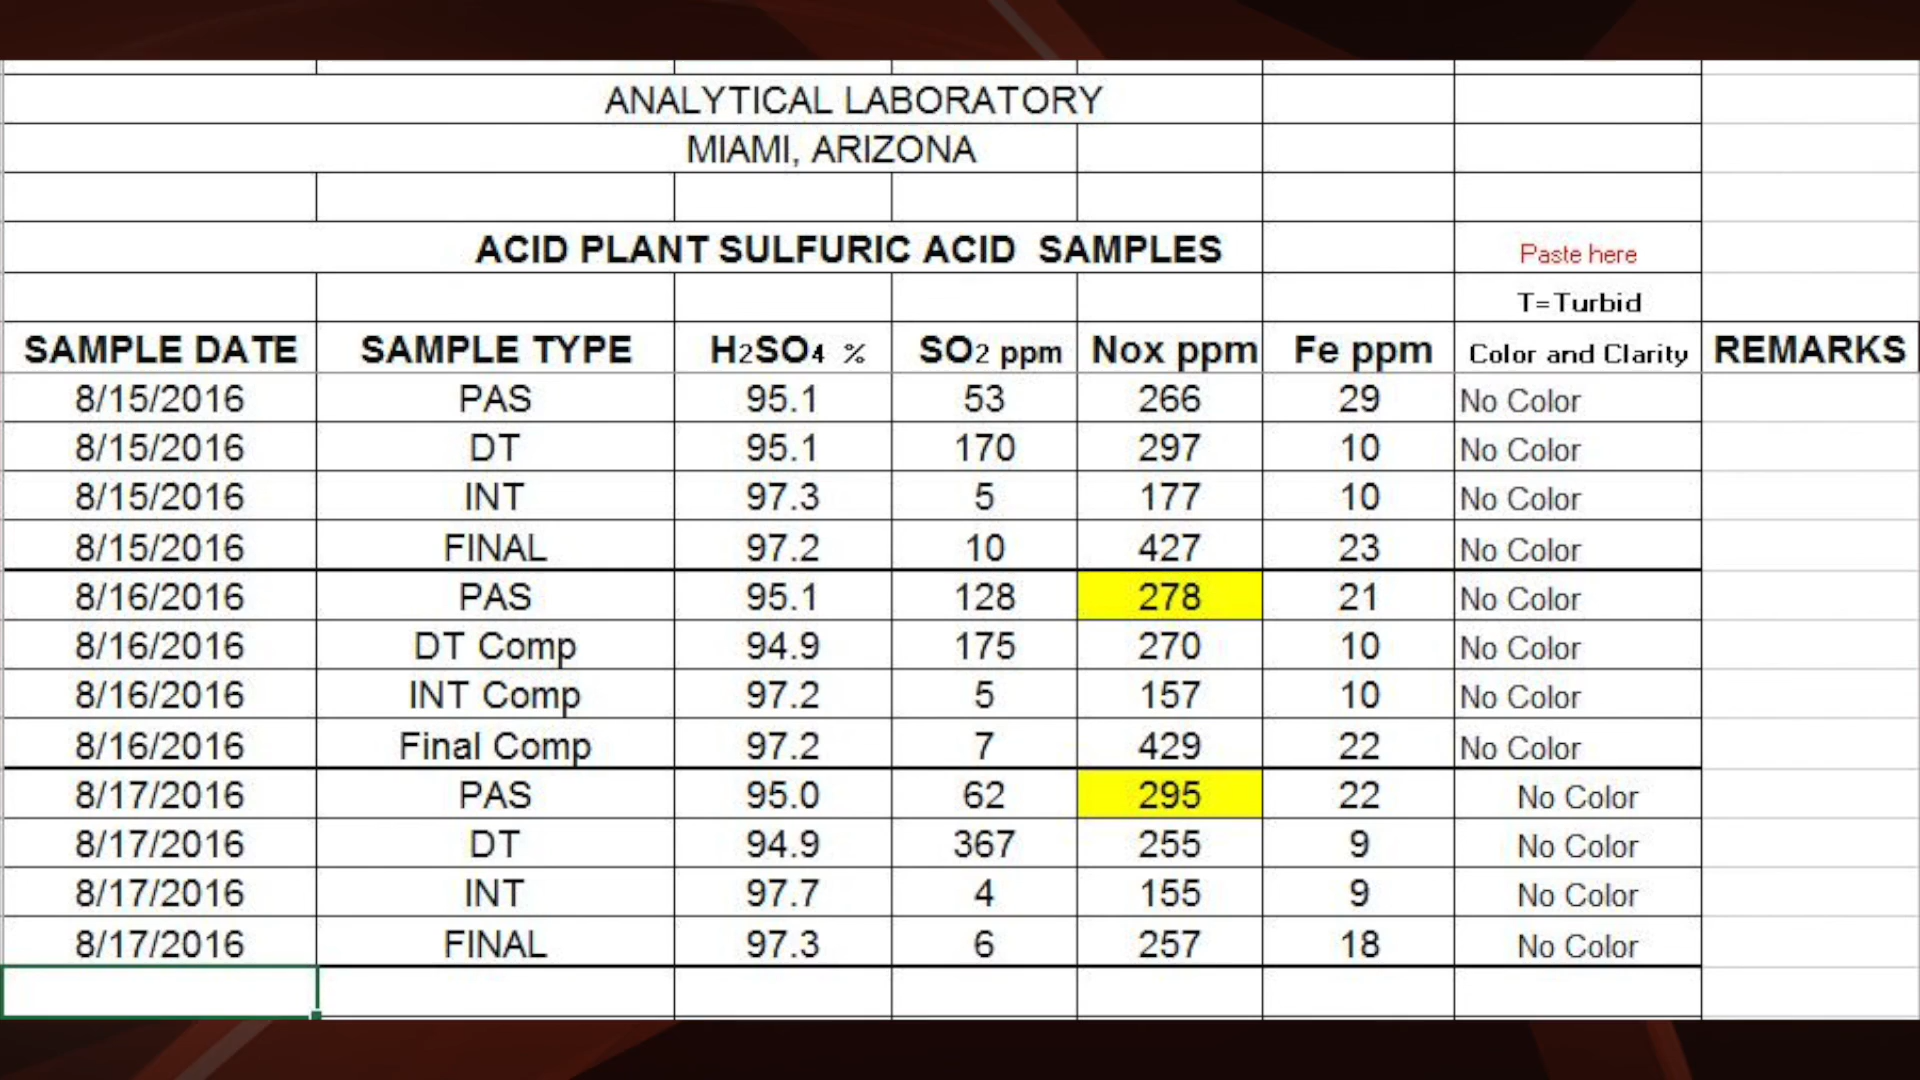 ANALYTICAL LABORATORY
MIAMI, ARIZONA
ACID PLANT SULFURIC ACID SAMPLES Paste here
T=Turbid
SAMPLE DATE SAMPLE TYPE H2SO4 % SO2 ppm Nox ppm Fe ppm Color and Clarity REMARKS
8/15/2016 PAS 95.1 53 266 29 No Color
8/15/2016 DT 95.1 170 297 10 No Color
8/15/2016 INT 97.3 5 177 10 No Color
8/15/2016 FINAL 97.2 10 427 23 No Color
8/16/2016 PAS 95.1 128 278 21 No Color
8/16/2016 DT Comp 94.9 175 270 10 No Color
8/16/2016 INT Comp 97.2 5 157 10 No Color
8/16/2016 Final Comp 97.2 7 429 22 No Color
8/17/2016 PAS 95.0 62 295 22 No Color
8/17/2016 DT 94.9 367 255 9 No Color
8/17/2016 INT 97.7 4 155 9 No Color
8/17/2016 FINAL 97.3 6 257 18 No Color